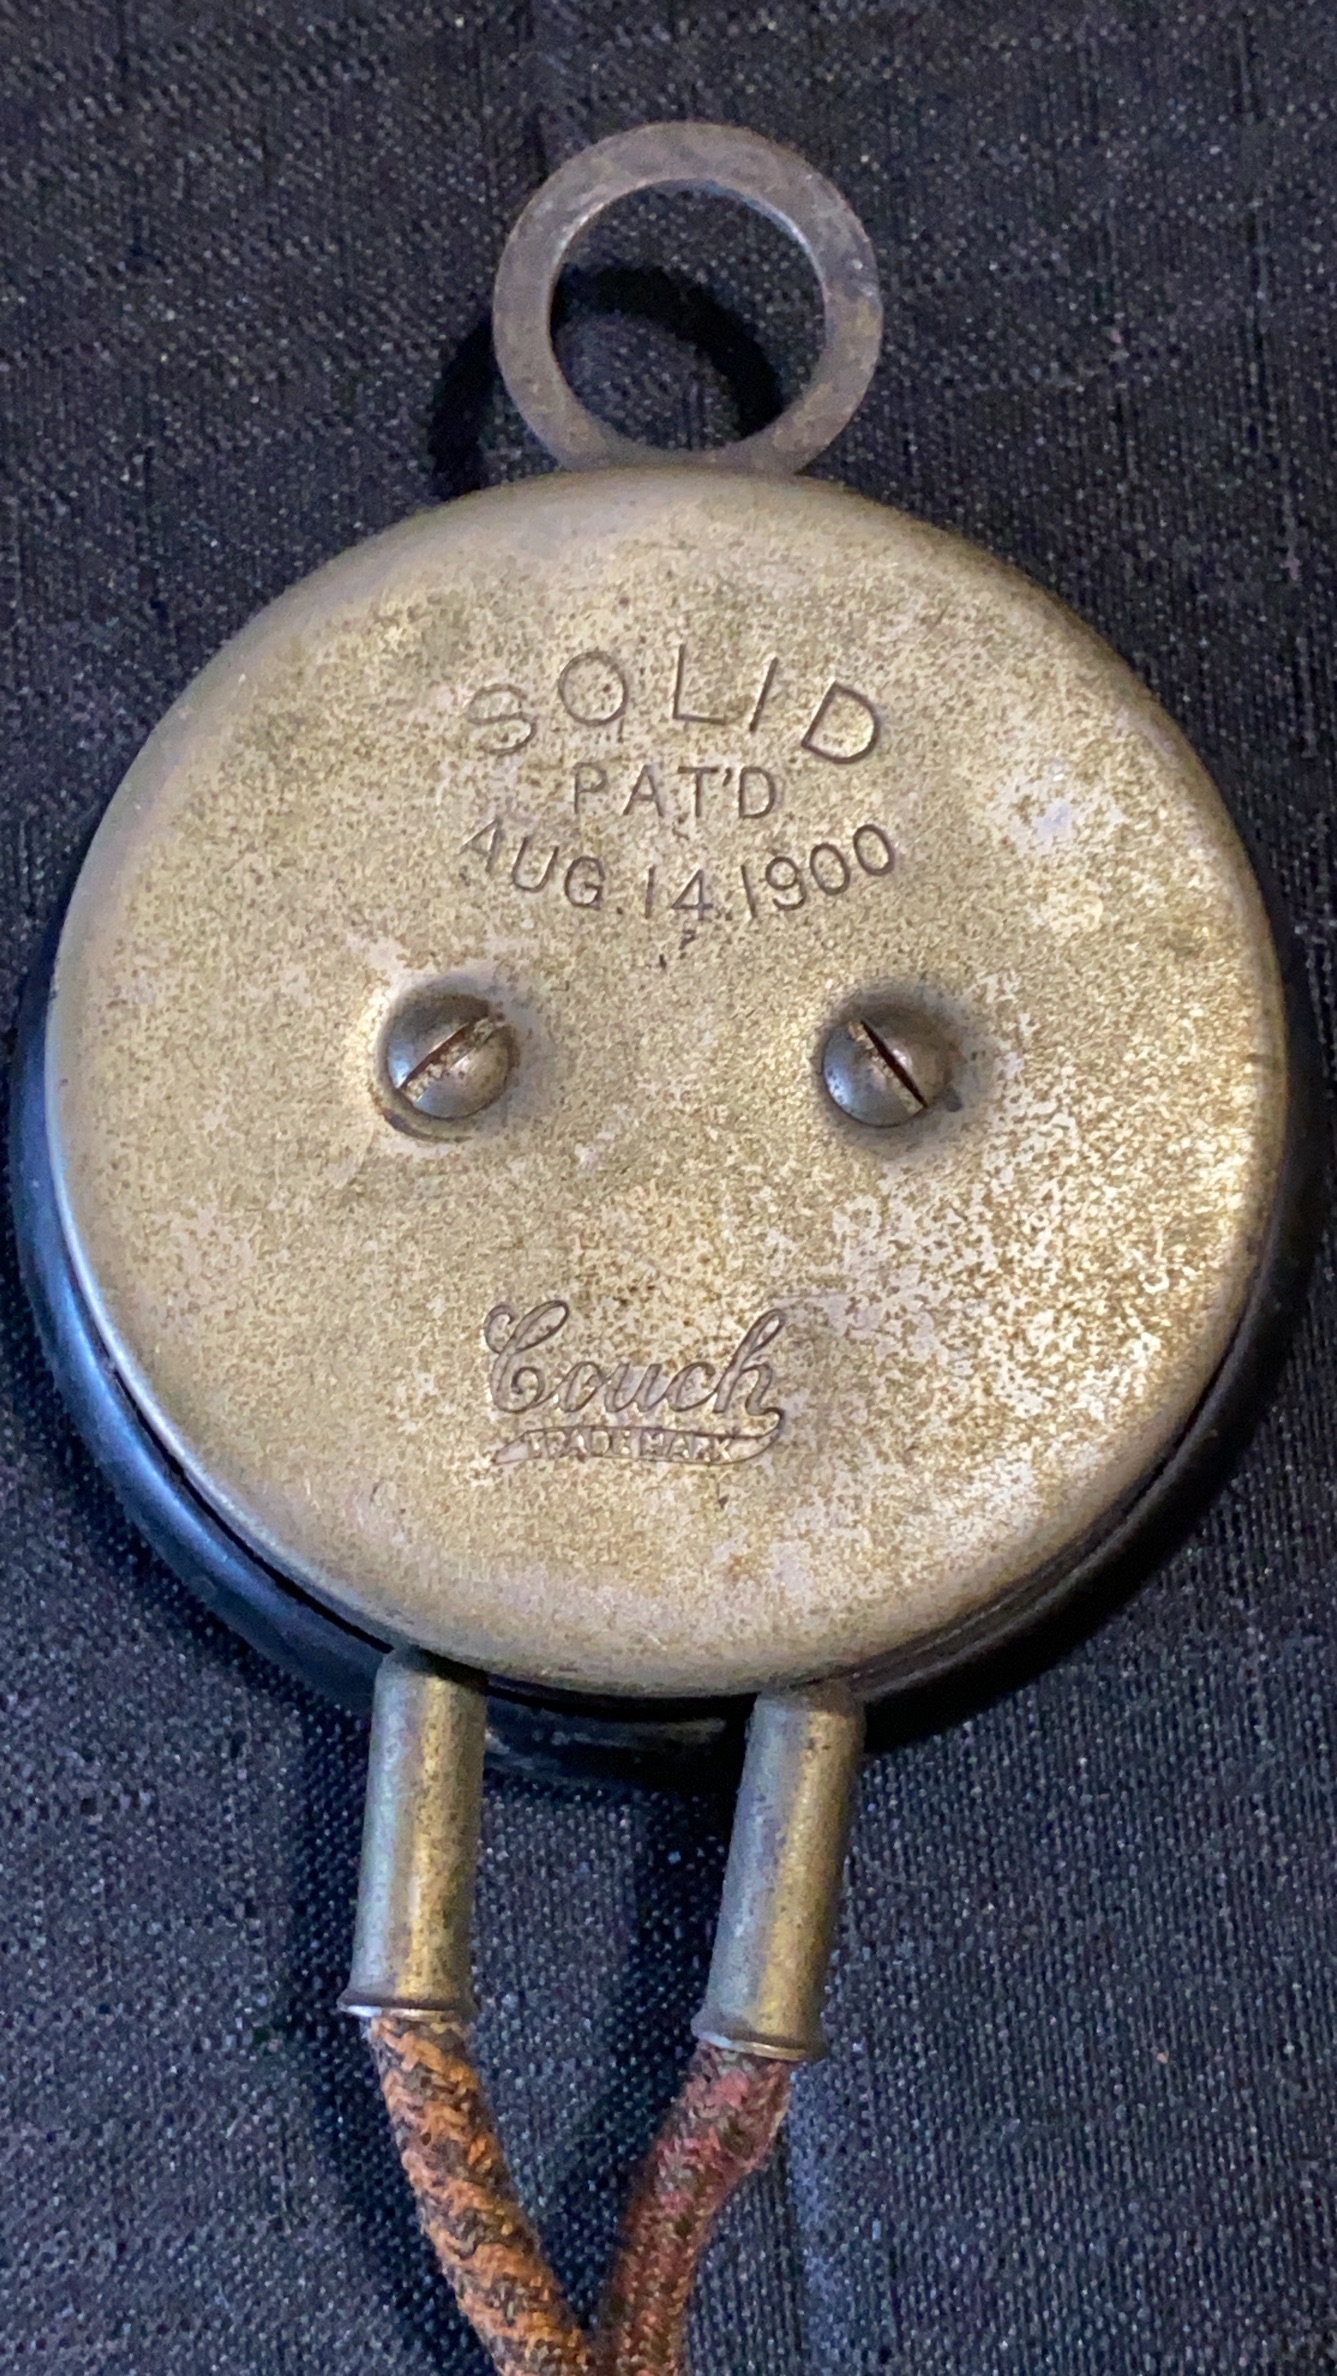 SOLID
PAT'D
AUG. 14. 1900
Couch
TRADE MARK